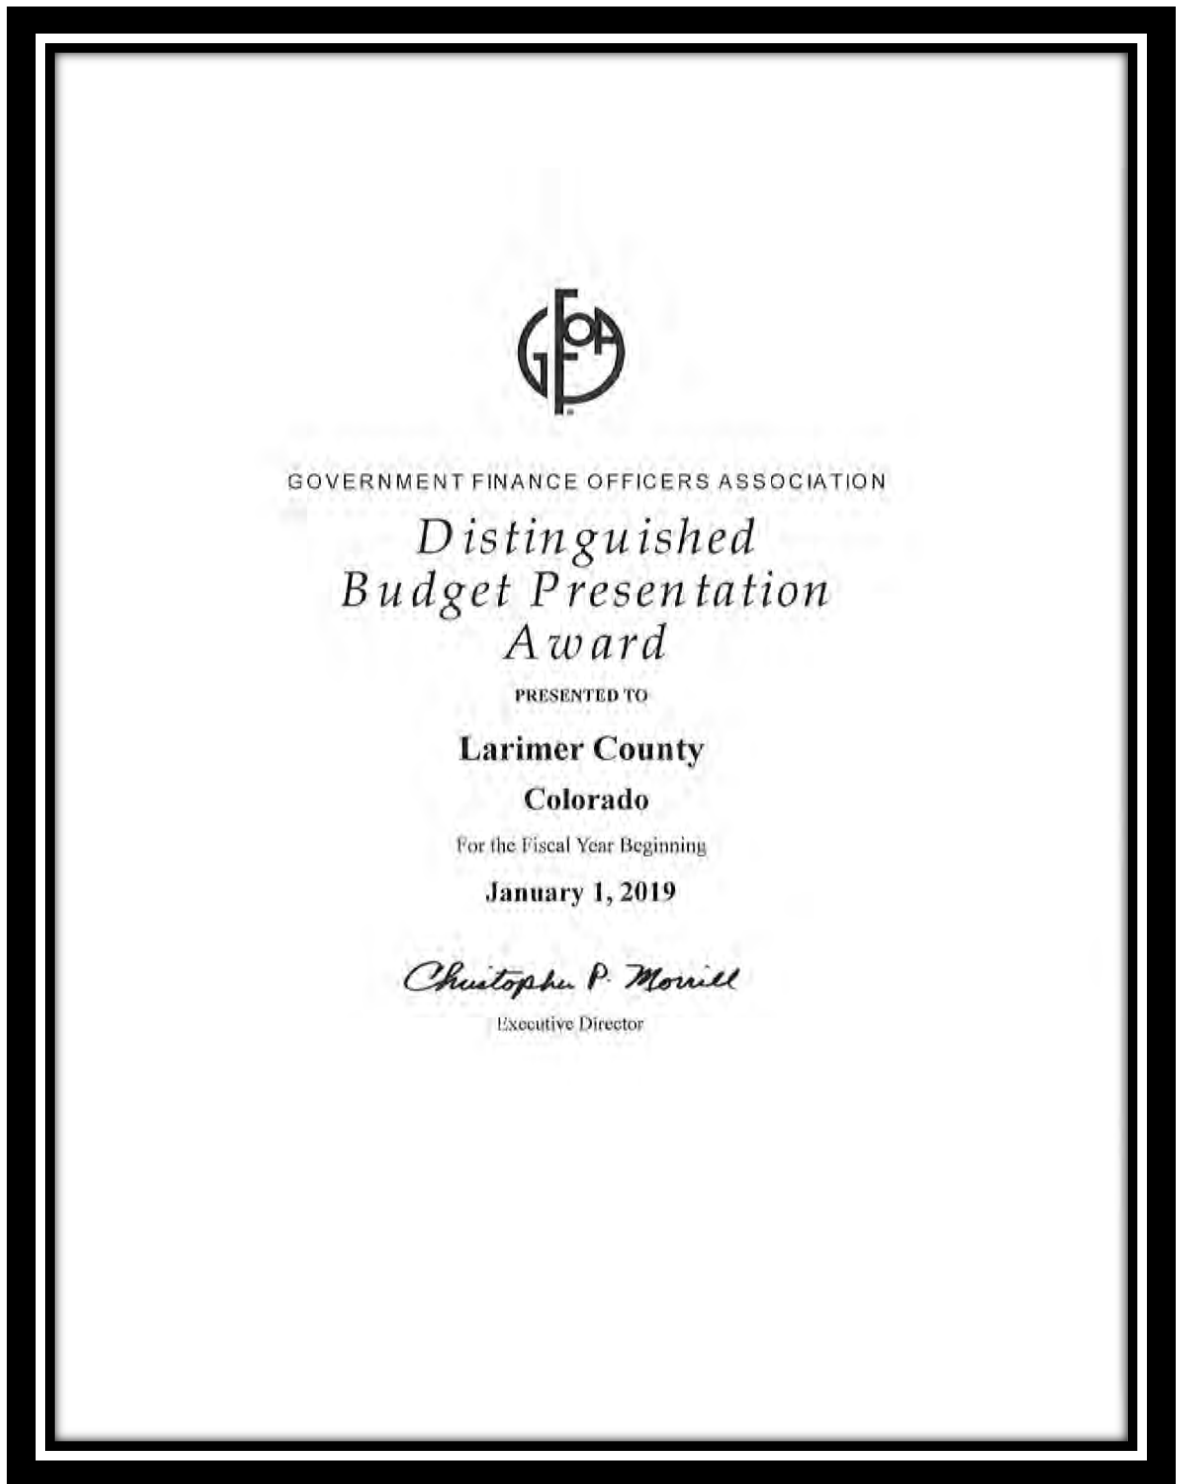 GFOA
GOVERNMENT FINANCE OFFICERS ASSOCIATION
Distinguished
Budget Presentation
Award
PRESENTED TO
Larimer County
Colorado
For the Fiscal Year Beginning
January 1, 2019
Christopher P. Morrill
Executive Director